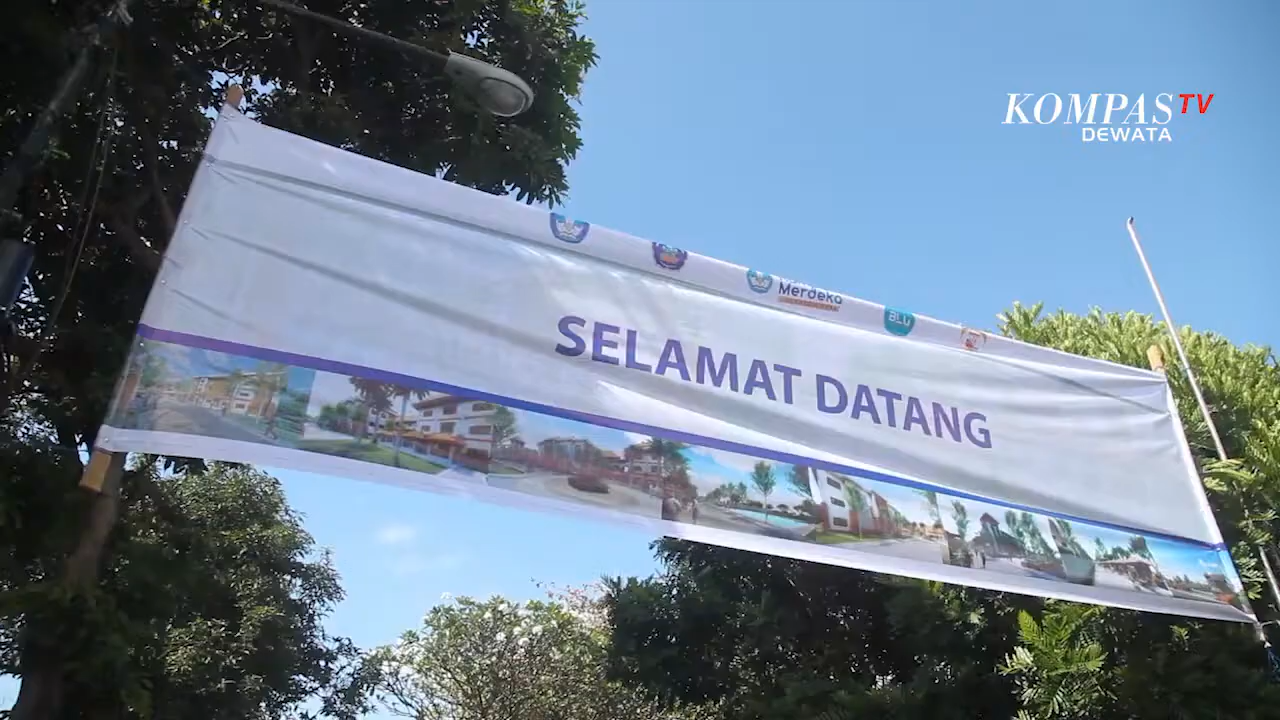 KOMPAS TV
DEWATA
Merdeka
BLU
SELAMAT DATANG